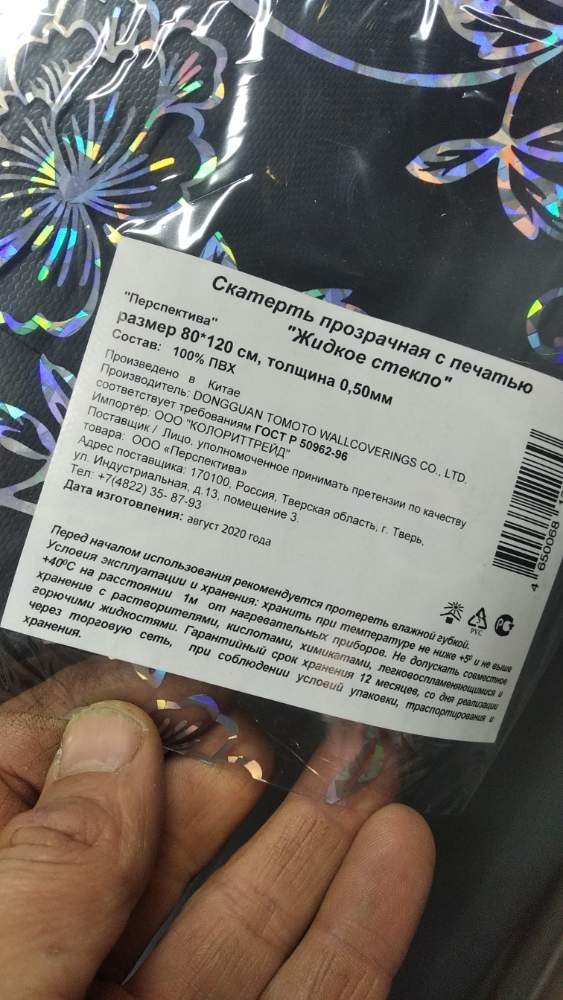 Скатерть прозрачная с печатью
"Жидкое стекло"
"Перспектива"
размер 80*120 см, толщина 0,50мм
Состав: 100% ПВХ
Произведено в Китае
Производитель: DONGGUAN TOMOTO WALLCOVERINGS CO., LTD.
соответствует требованиям ГОСТ Р 50962-96
Импортёр: ООО "КОЛОРИТТРЕЙД"
Поставщик / Лицо, уполномоченное принимать претензии по качеству
товара: ООО «Перспектива»
Адрес поставщика: 170100, Россия, Тверская область, г. Тверь,
ул. Индустриальная, д.13, помещение 3.
Тел: +7(4822) 35- 87-93
Дата изготовления: август 2020 года
4 650068
PVC
Перед началом использования рекомендуется протереть влажной губкой.
Условия эксплуатации и хранения: хранить при температуре не ниже +5⁰ и не выше
+40⁰С на расстоянии 1м от нагревательных приборов. Не допускать совместное
хранение с растворителями, кислотами, химикатами, легковоспламеняющимися и
горючими жидкостями. Гарантийный срок хранения 12 месяцев, со дня реализации
через торговую сеть, при соблюдении условий упаковки, траспортирования и
хранения.